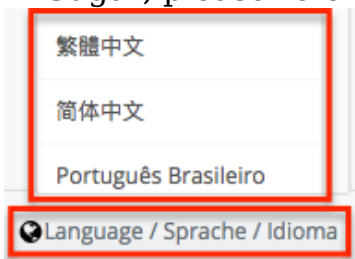 繁體中文
简体中文
Português Brasileiro
Language / Sprache / Idioma